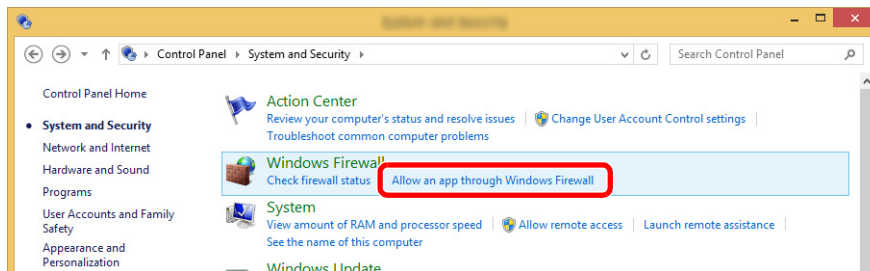 System and Security
Control Panel ▸ System and Security ▸
Search Control Panel
Control Panel Home
System and Security
Network and Internet
Hardware and Sound
Programs
User Accounts and Family
Safety
Appearance and
Personalization
Action Center
Review your computer's status and resolve issues
Change User Account Control settings
Troubleshoot common computer problems
Windows Firewall
Check firewall status
Allow an app through Windows Firewall
System
View amount of RAM and processor speed
Allow remote access
Launch remote assistance
See the name of this computer
Windows Update